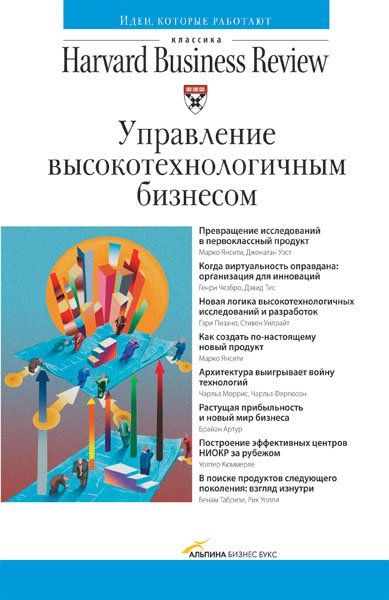 ИДЕИ, КОТОРЫЕ РАБОТАЮТ
классика
Harvard Business Review
Управление
высокотехнологичным
бизнесом
Превращение исследований
в первоклассный продукт
Марко Янсити, Джонатан Уэст
Когда виртуальность оправдана:
организация для инноваций
Генри Чезбро, Дэвид Тис
Новая логика высокотехнологичных
исследований и разработок
Гэри Пизано, Стивен Уилрайт
Как создать по-настоящему
новый продукт
Марко Янсити
Архитектура выигрывает войну
технологий
Чарльз Моррис, Чарльз Фергюсон
Растущая прибыльность
и новый мир бизнеса
Брайан Артур
Построение эффективных центров
НИОКР за рубежом
Уолтер Кюммерле
В поиске продуктов следующего
поколения: взгляд изнутри
Бенам Табризи, Рик Уолли
АЛЬПИНА БИЗНЕС БУКС